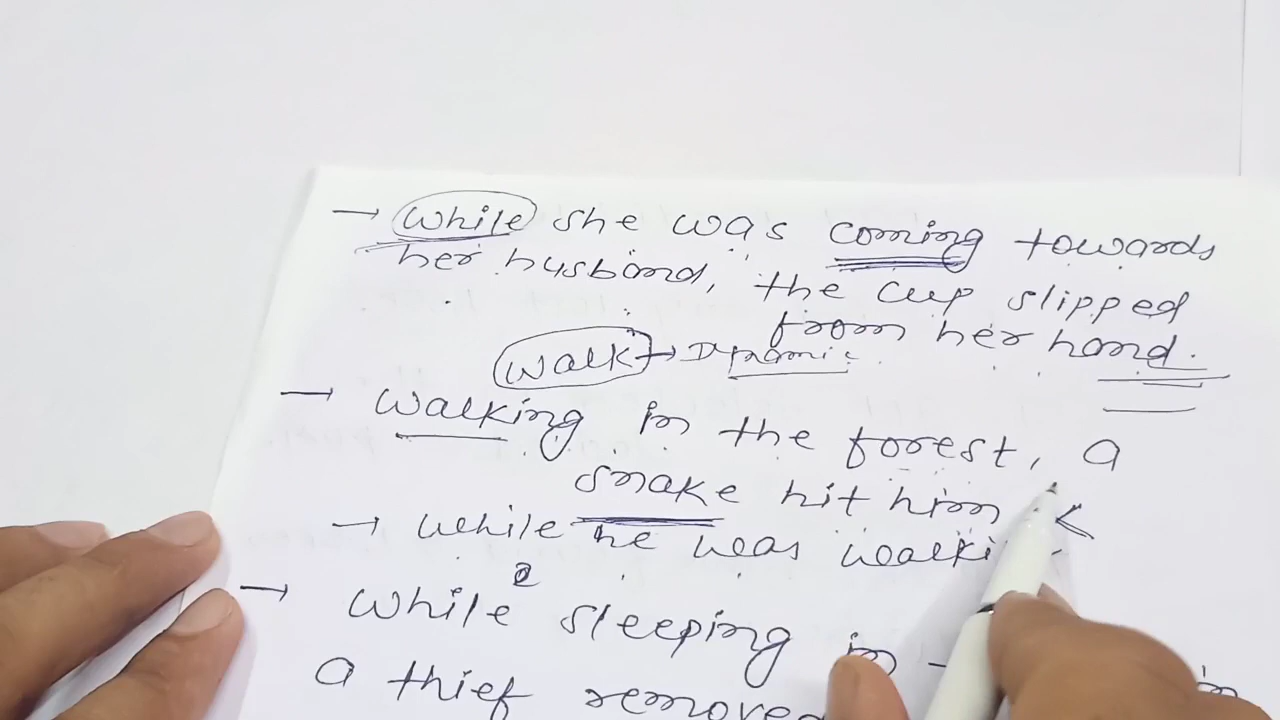 → While she was coming towards
her husband, the cup slipped
from her hand.
Walk → Dynamic
→ Walking in the forest, a
snake hit him
→ while he was walki
→ While sleeping in
a thief removed